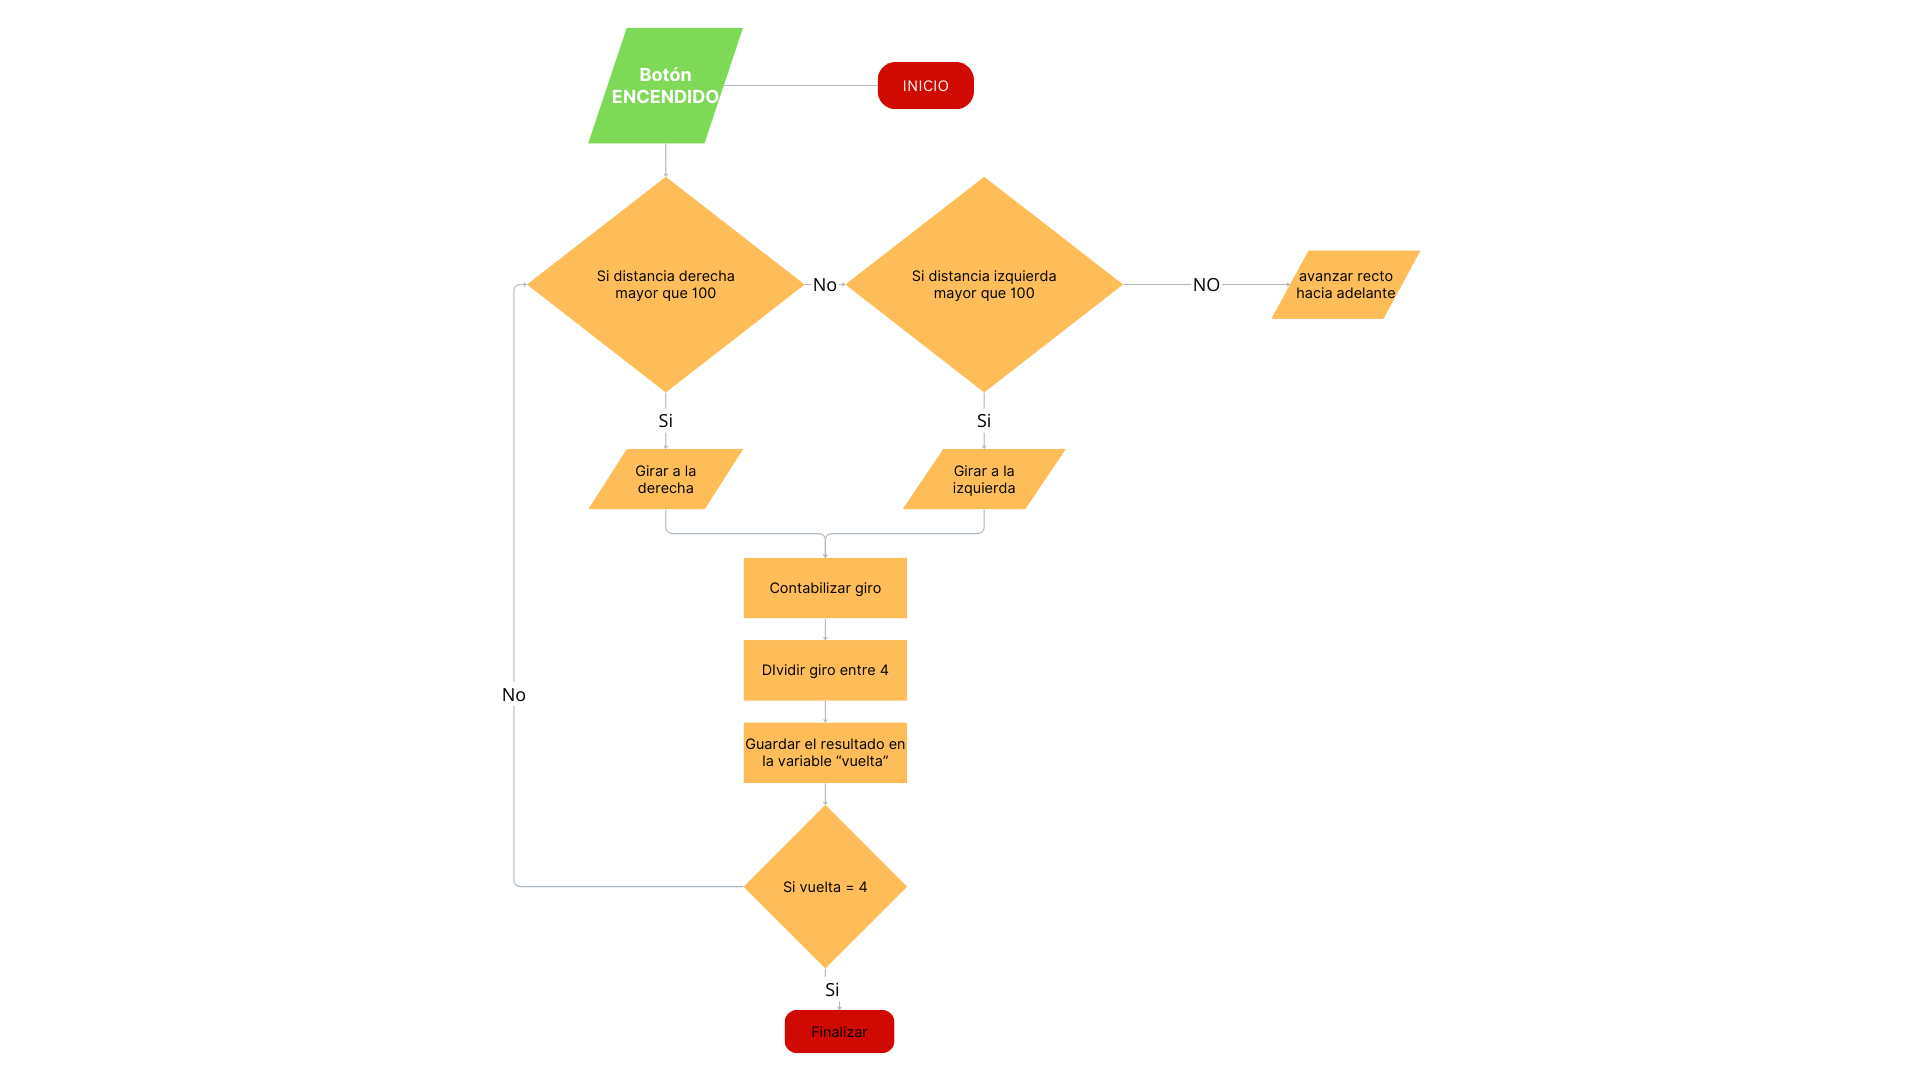 Botón
ENCENDIDO
INICIO
Si distancia derecha
mayor que 100
No
Si distancia izquierda
mayor que 100
NO
avanzar recto
hacia adelante
Si
Si
Girar a la
derecha
Girar a la
izquierda
Contabilizar giro
DIvidir giro entre 4
No
Guardar el resultado en
la variable “vuelta”
Si vuelta = 4
Si
Finalizar